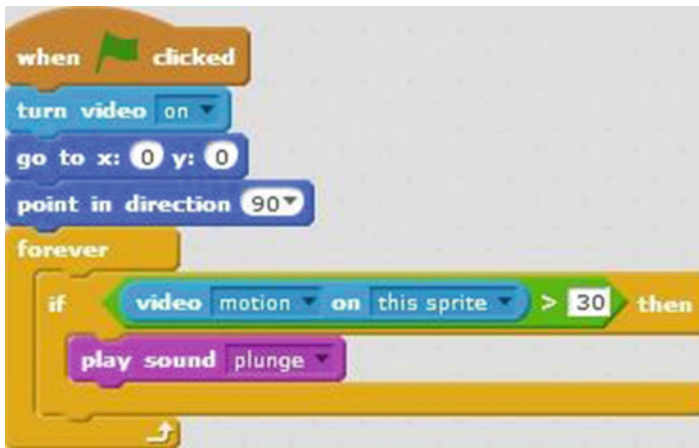 when clicked
turn video on
go to x: 0 y: 0
point in direction 90
forever
if video motion on this sprite > 30 then
play sound plunge